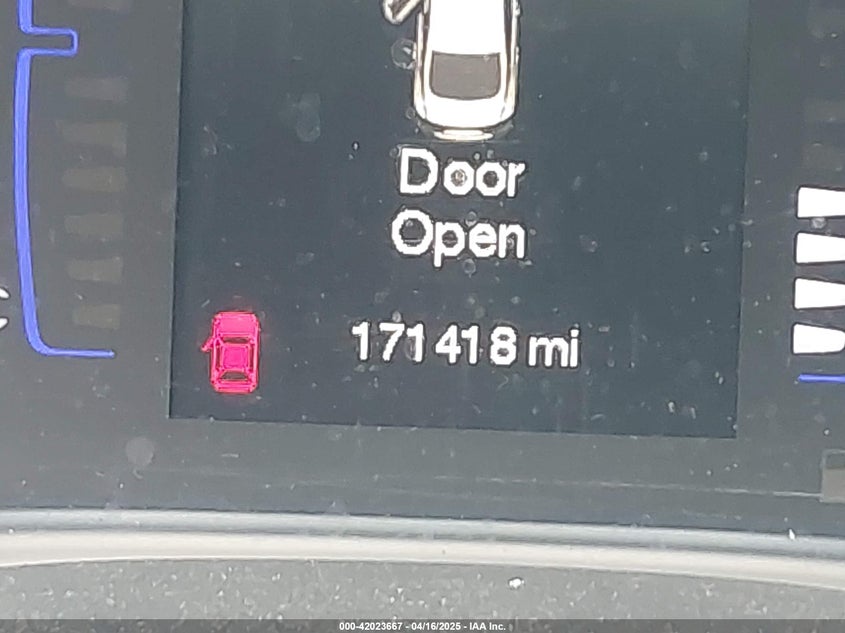 Door
Open
171418 mi
000-42023667 - 04/16/2025 - IAA Inc.